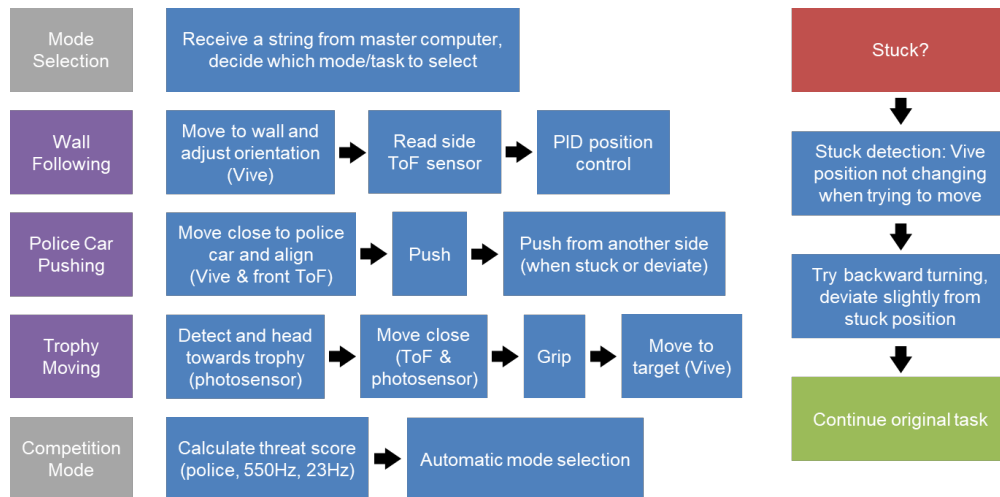 Mode
Selection
Receive a string from master computer,
decide which mode/task to select
Wall
Following
Move to wall and
adjust orientation
(Vive)
Read side
ToF sensor
PID position
control
Police Car
Pushing
Move close to police
car and align
(Vive & front ToF)
Push
Push from another side
(when stuck or deviate)
Trophy
Moving
Detect and head
towards trophy
(photosensor)
Move close
(ToF &
photosensor)
Grip
Move to
target (Vive)
Competition
Mode
Calculate threat score
(police, 550Hz, 23Hz)
Automatic mode selection
Stuck?
Stuck detection: Vive
position not changing
when trying to move
Try backward turning,
deviate slightly from
stuck position
Continue original task